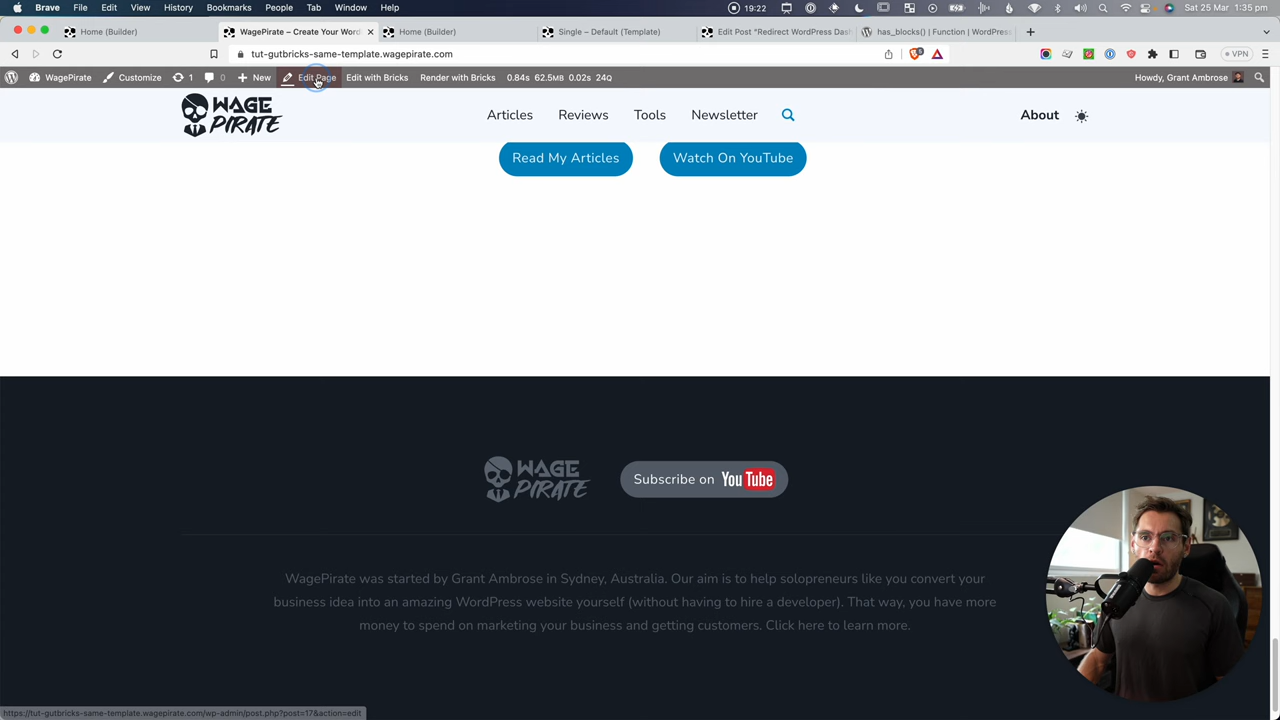 Brave File Edit View History Bookmarks People Tab Window Help 19:22 Sat 25 Mar 1:35 pm
Home (Builder) WagePirate – Create Your Word Home (Builder) Single – Default (Template) Edit Post "Redirect WordPress Dash has_blocks() | Function | WordPress
tut-gutbricks-same-template.wagepirate.com VPN
WagePirate Customize 1 0 New Edit Page Edit with Bricks Render with Bricks 0.84s 62.5MB 0.02s 24Q Howdy, Grant Ambrose
WAGE PIRATE Articles Reviews Tools Newsletter About
Read My Articles Watch On YouTube
WAGE PIRATE Subscribe on YouTube
WagePirate was started by Grant Ambrose in Sydney, Australia. Our aim is to help solopreneurs like you convert your
business idea into an amazing WordPress website yourself (without having to hire a developer). That way, you have more
money to spend on marketing your business and getting customers. Click here to learn more.
https://tut-gutbricks-same-template.wagepirate.com/wp-admin/post.php?post=17&action=edit